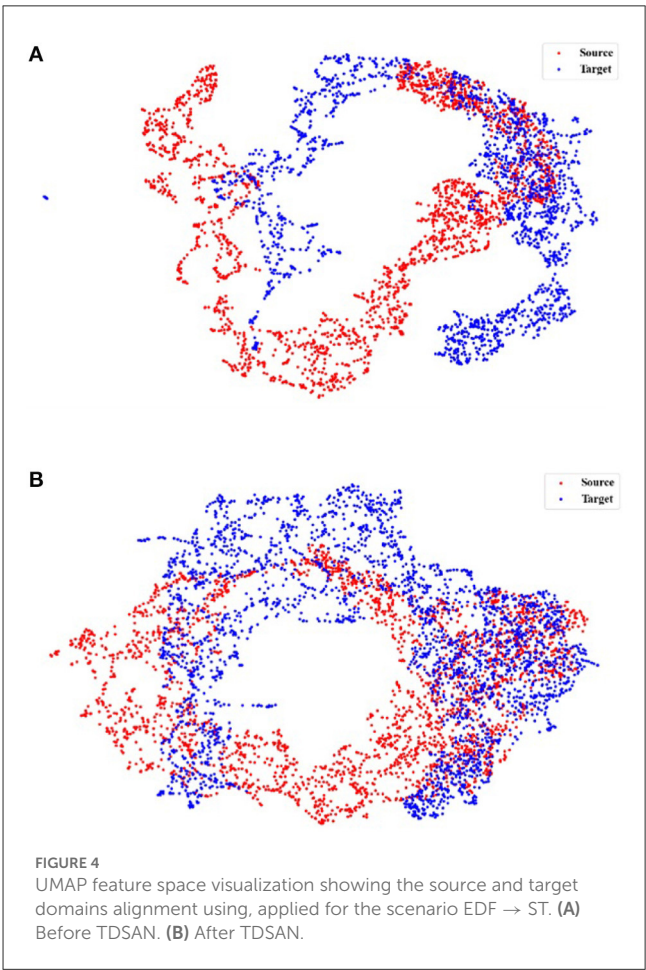 A
Source
Target
B
Source
Target
FIGURE 4
UMAP feature space visualization showing the source and target
domains alignment using, applied for the scenario EDF → ST. (A)
Before TDSAN. (B) After TDSAN.